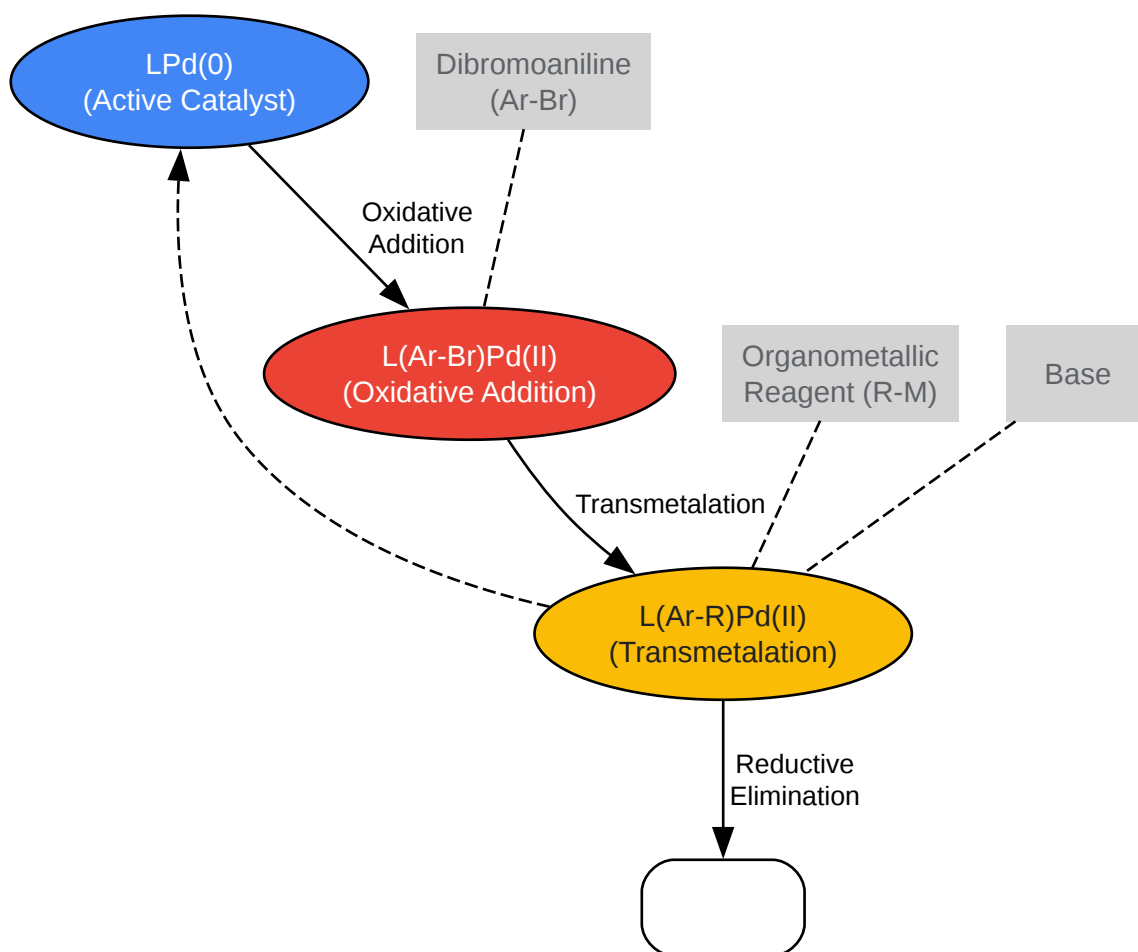 LPd(0)
(Active Catalyst)
Dibromoaniline
(Ar-Br)
Oxidative
Addition
L(Ar-Br)Pd(II)
(Oxidative Addition)
Organometallic
Reagent (R-M)
Base
Transmetalation
L(Ar-R)Pd(II)
(Transmetalation)
Reductive
Elimination